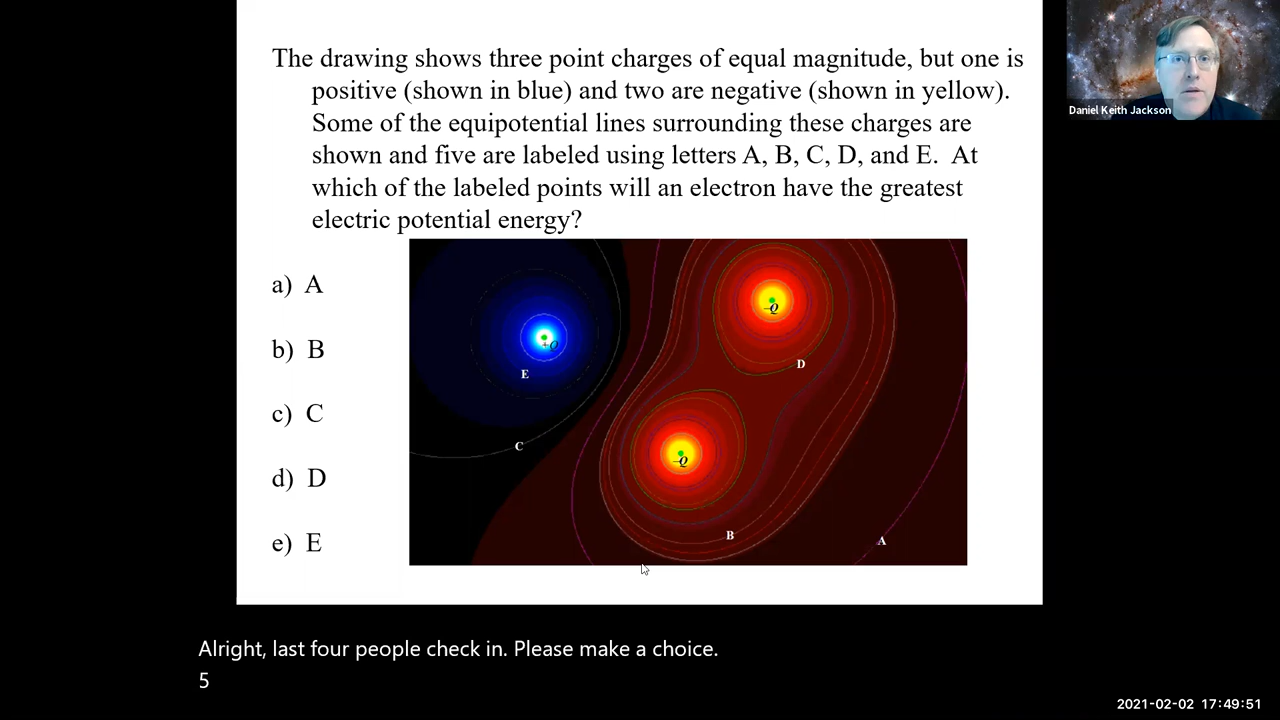 The drawing shows three point charges of equal magnitude, but one is
positive (shown in blue) and two are negative (shown in yellow).
Some of the equipotential lines surrounding these charges are
shown and five are labeled using letters A, B, C, D, and E.  At
which of the labeled points will an electron have the greatest
electric potential energy?
a) A
b) B
c) C
d) D
e) E
-Q
+Q
D
E
C
-Q
B
A
Daniel Keith Jackson
Alright, last four people check in. Please make a choice.
5
2021-02-02 17:49:51